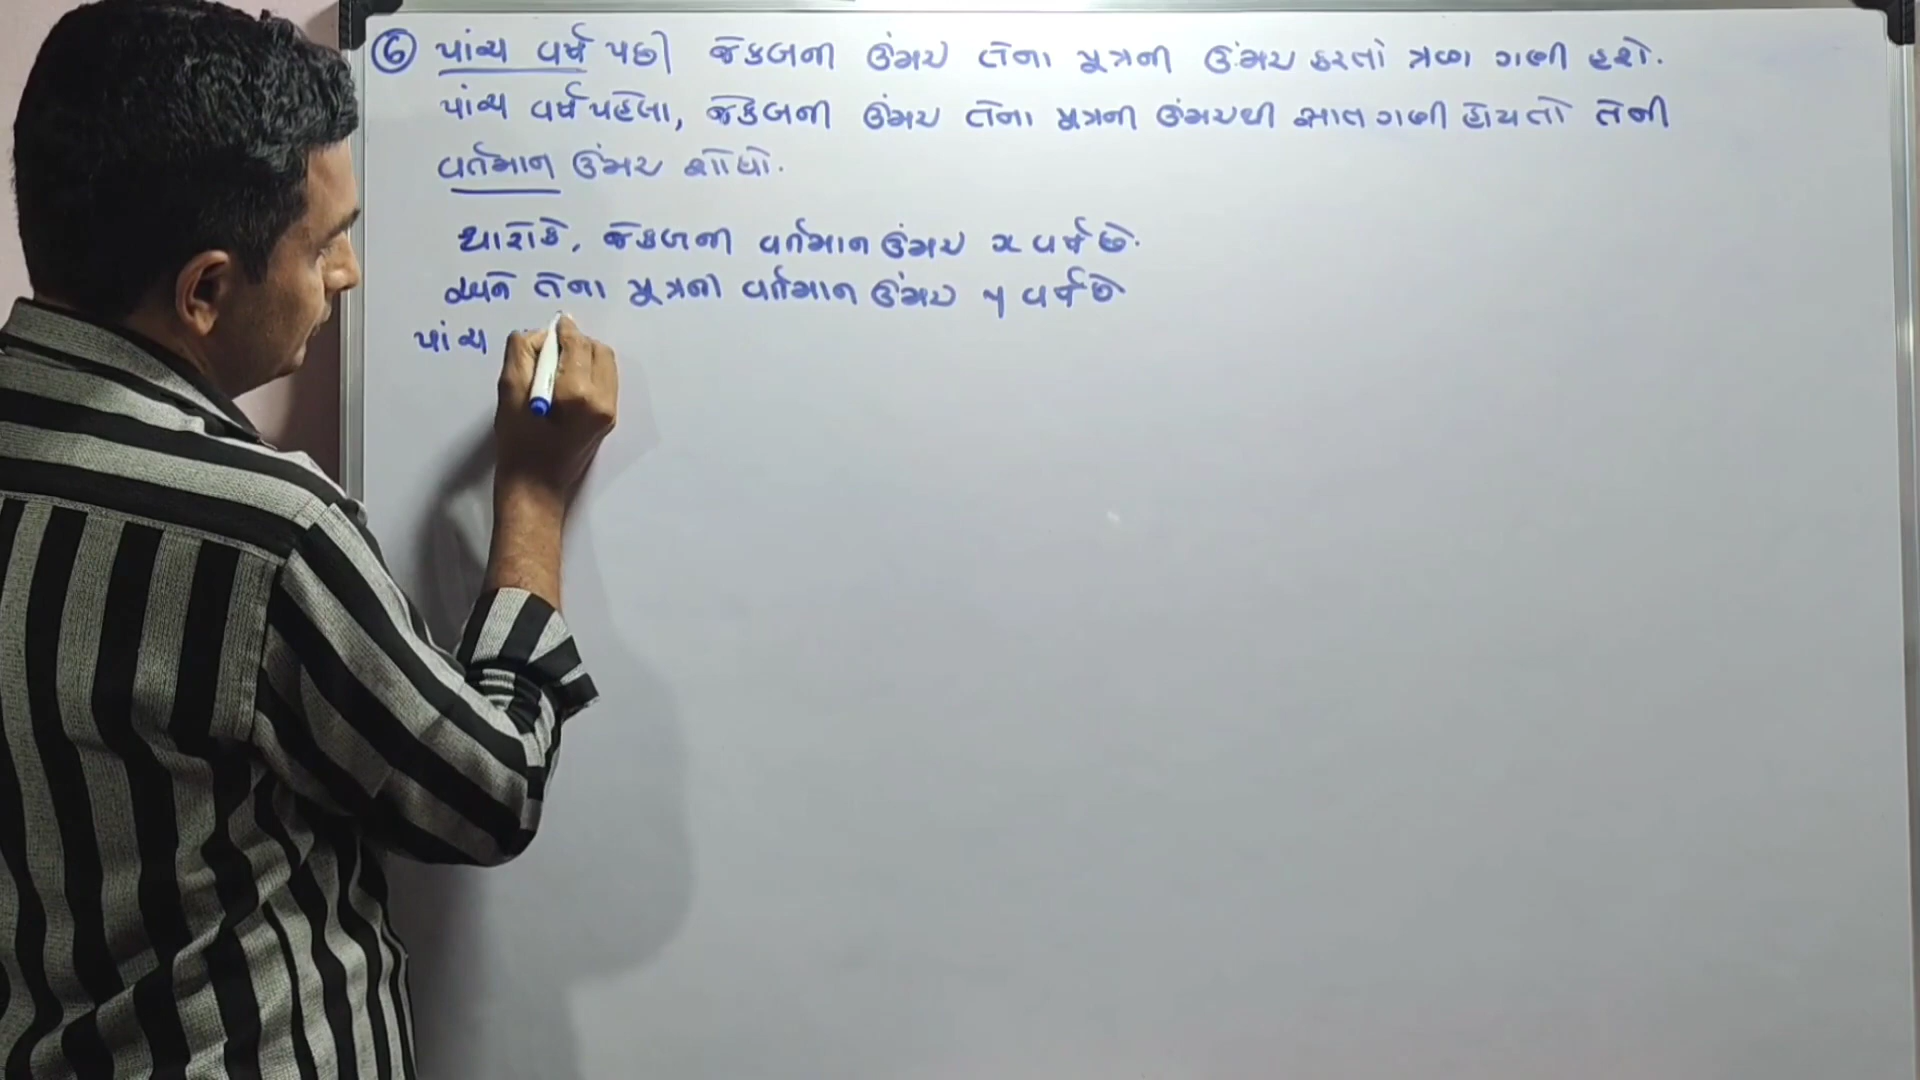 ⑥ પાંચ વર્ષ પછી જેકબની ઉંમર તેના પુત્રની ઉંમર કરતાં ત્રણ ગણી હશે.
પાંચ વર્ષ પહેલા, જેકબની ઉંમર તેના પુત્રની ઉંમરથી સાત ગણી હોય તો તેની
વર્તમાન ઉંમર શોધો.
ધારોકે, જેકબની વર્તમાન ઉંમર x વર્ષ છે.
અને તેના પુત્રની વર્તમાન ઉંમર y વર્ષ છે
પાંચ